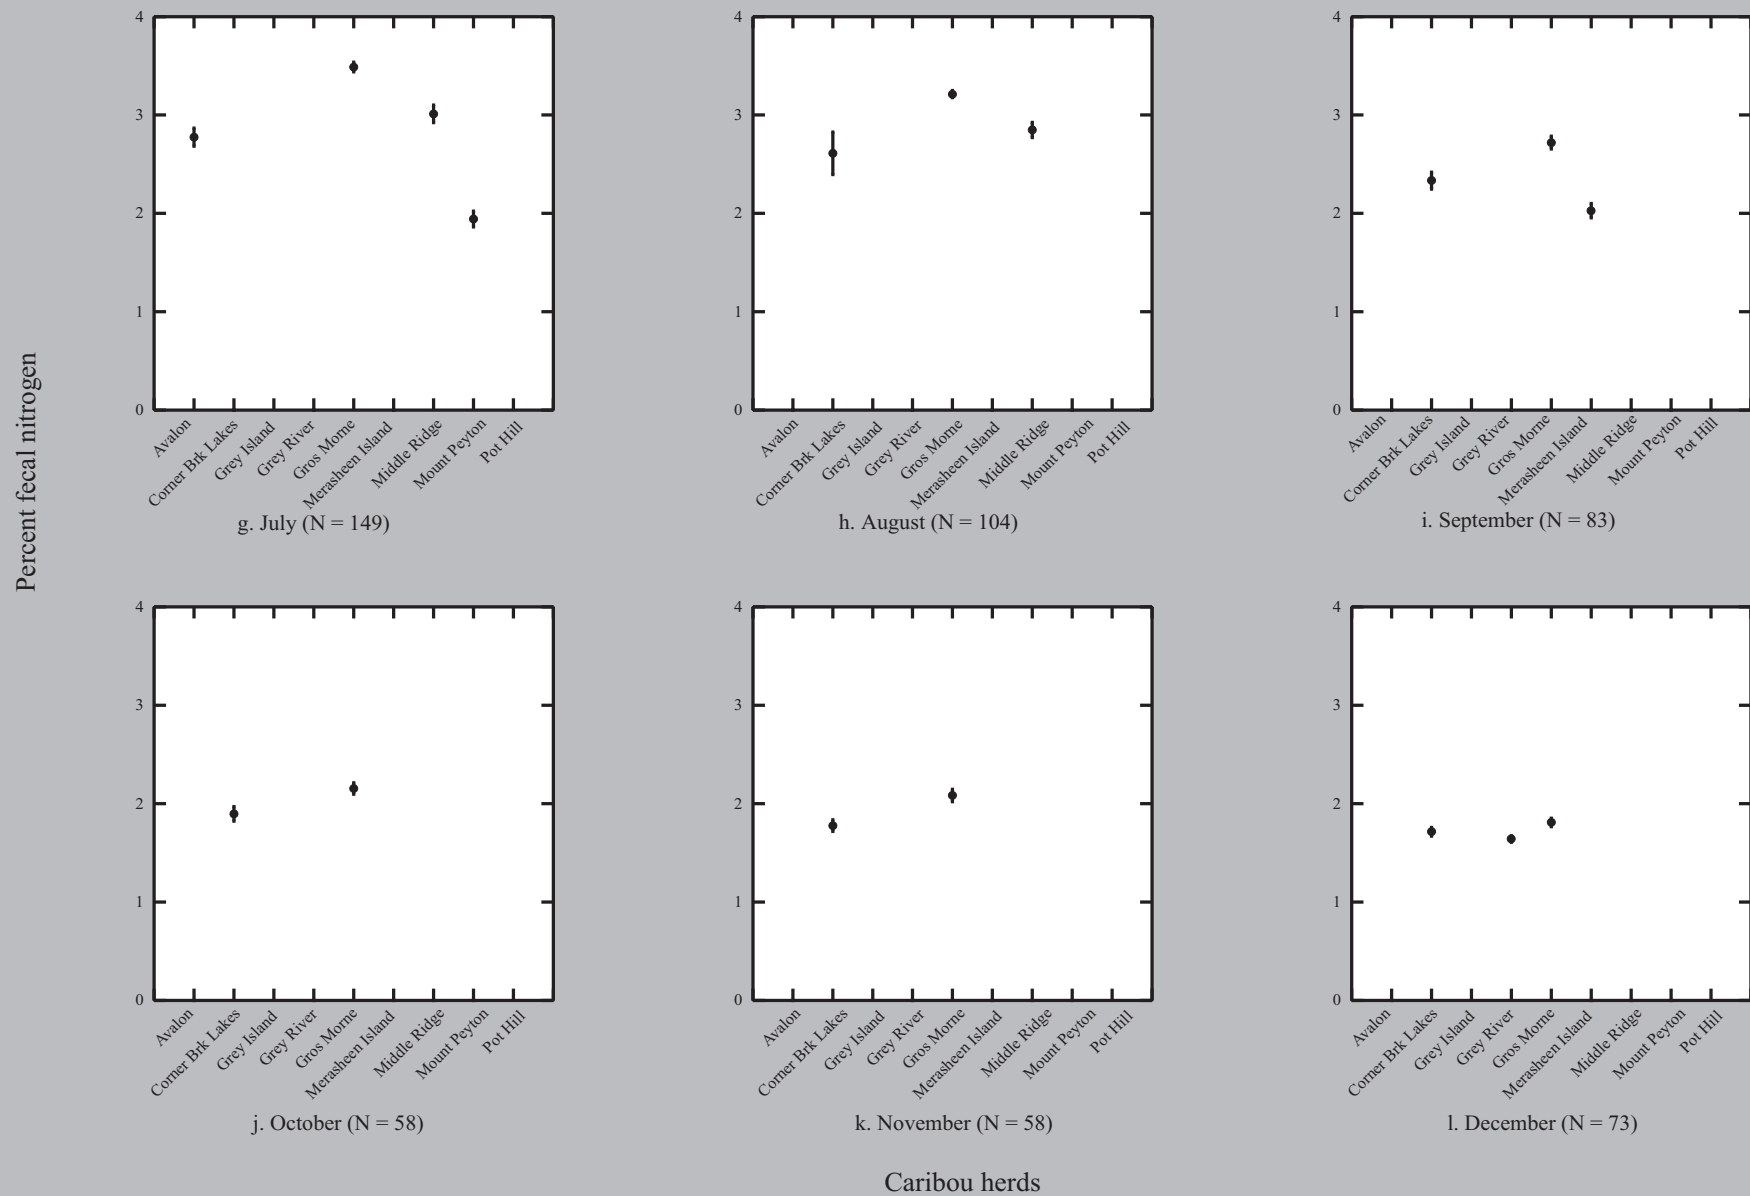 Percent fecal nitrogen
4
3
2
1
0
Avalon
Corner Brk Lakes
Grey Island
Grey River
Gros Morne
Merasheen Island
Middle Ridge
Mount Peyton
Pot Hill
g. July (N = 149)
4
3
2
1
0
Avalon
Corner Brk Lakes
Grey Island
Grey River
Gros Morne
Merasheen Island
Middle Ridge
Mount Peyton
Pot Hill
h. August (N = 104)
4
3
2
1
0
Avalon
Corner Brk Lakes
Grey Island
Grey River
Gros Morne
Merasheen Island
Middle Ridge
Mount Peyton
Pot Hill
i. September (N = 83)
4
3
2
1
0
Avalon
Corner Brk Lakes
Grey Island
Grey River
Gros Morne
Merasheen Island
Middle Ridge
Mount Peyton
Pot Hill
j. October (N = 58)
4
3
2
1
0
Avalon
Corner Brk Lakes
Grey Island
Grey River
Gros Morne
Merasheen Island
Middle Ridge
Mount Peyton
Pot Hill
k. November (N = 58)
4
3
2
1
0
Avalon
Corner Brk Lakes
Grey Island
Grey River
Gros Morne
Merasheen Island
Middle Ridge
Mount Peyton
Pot Hill
l. December (N = 73)
Caribou herds